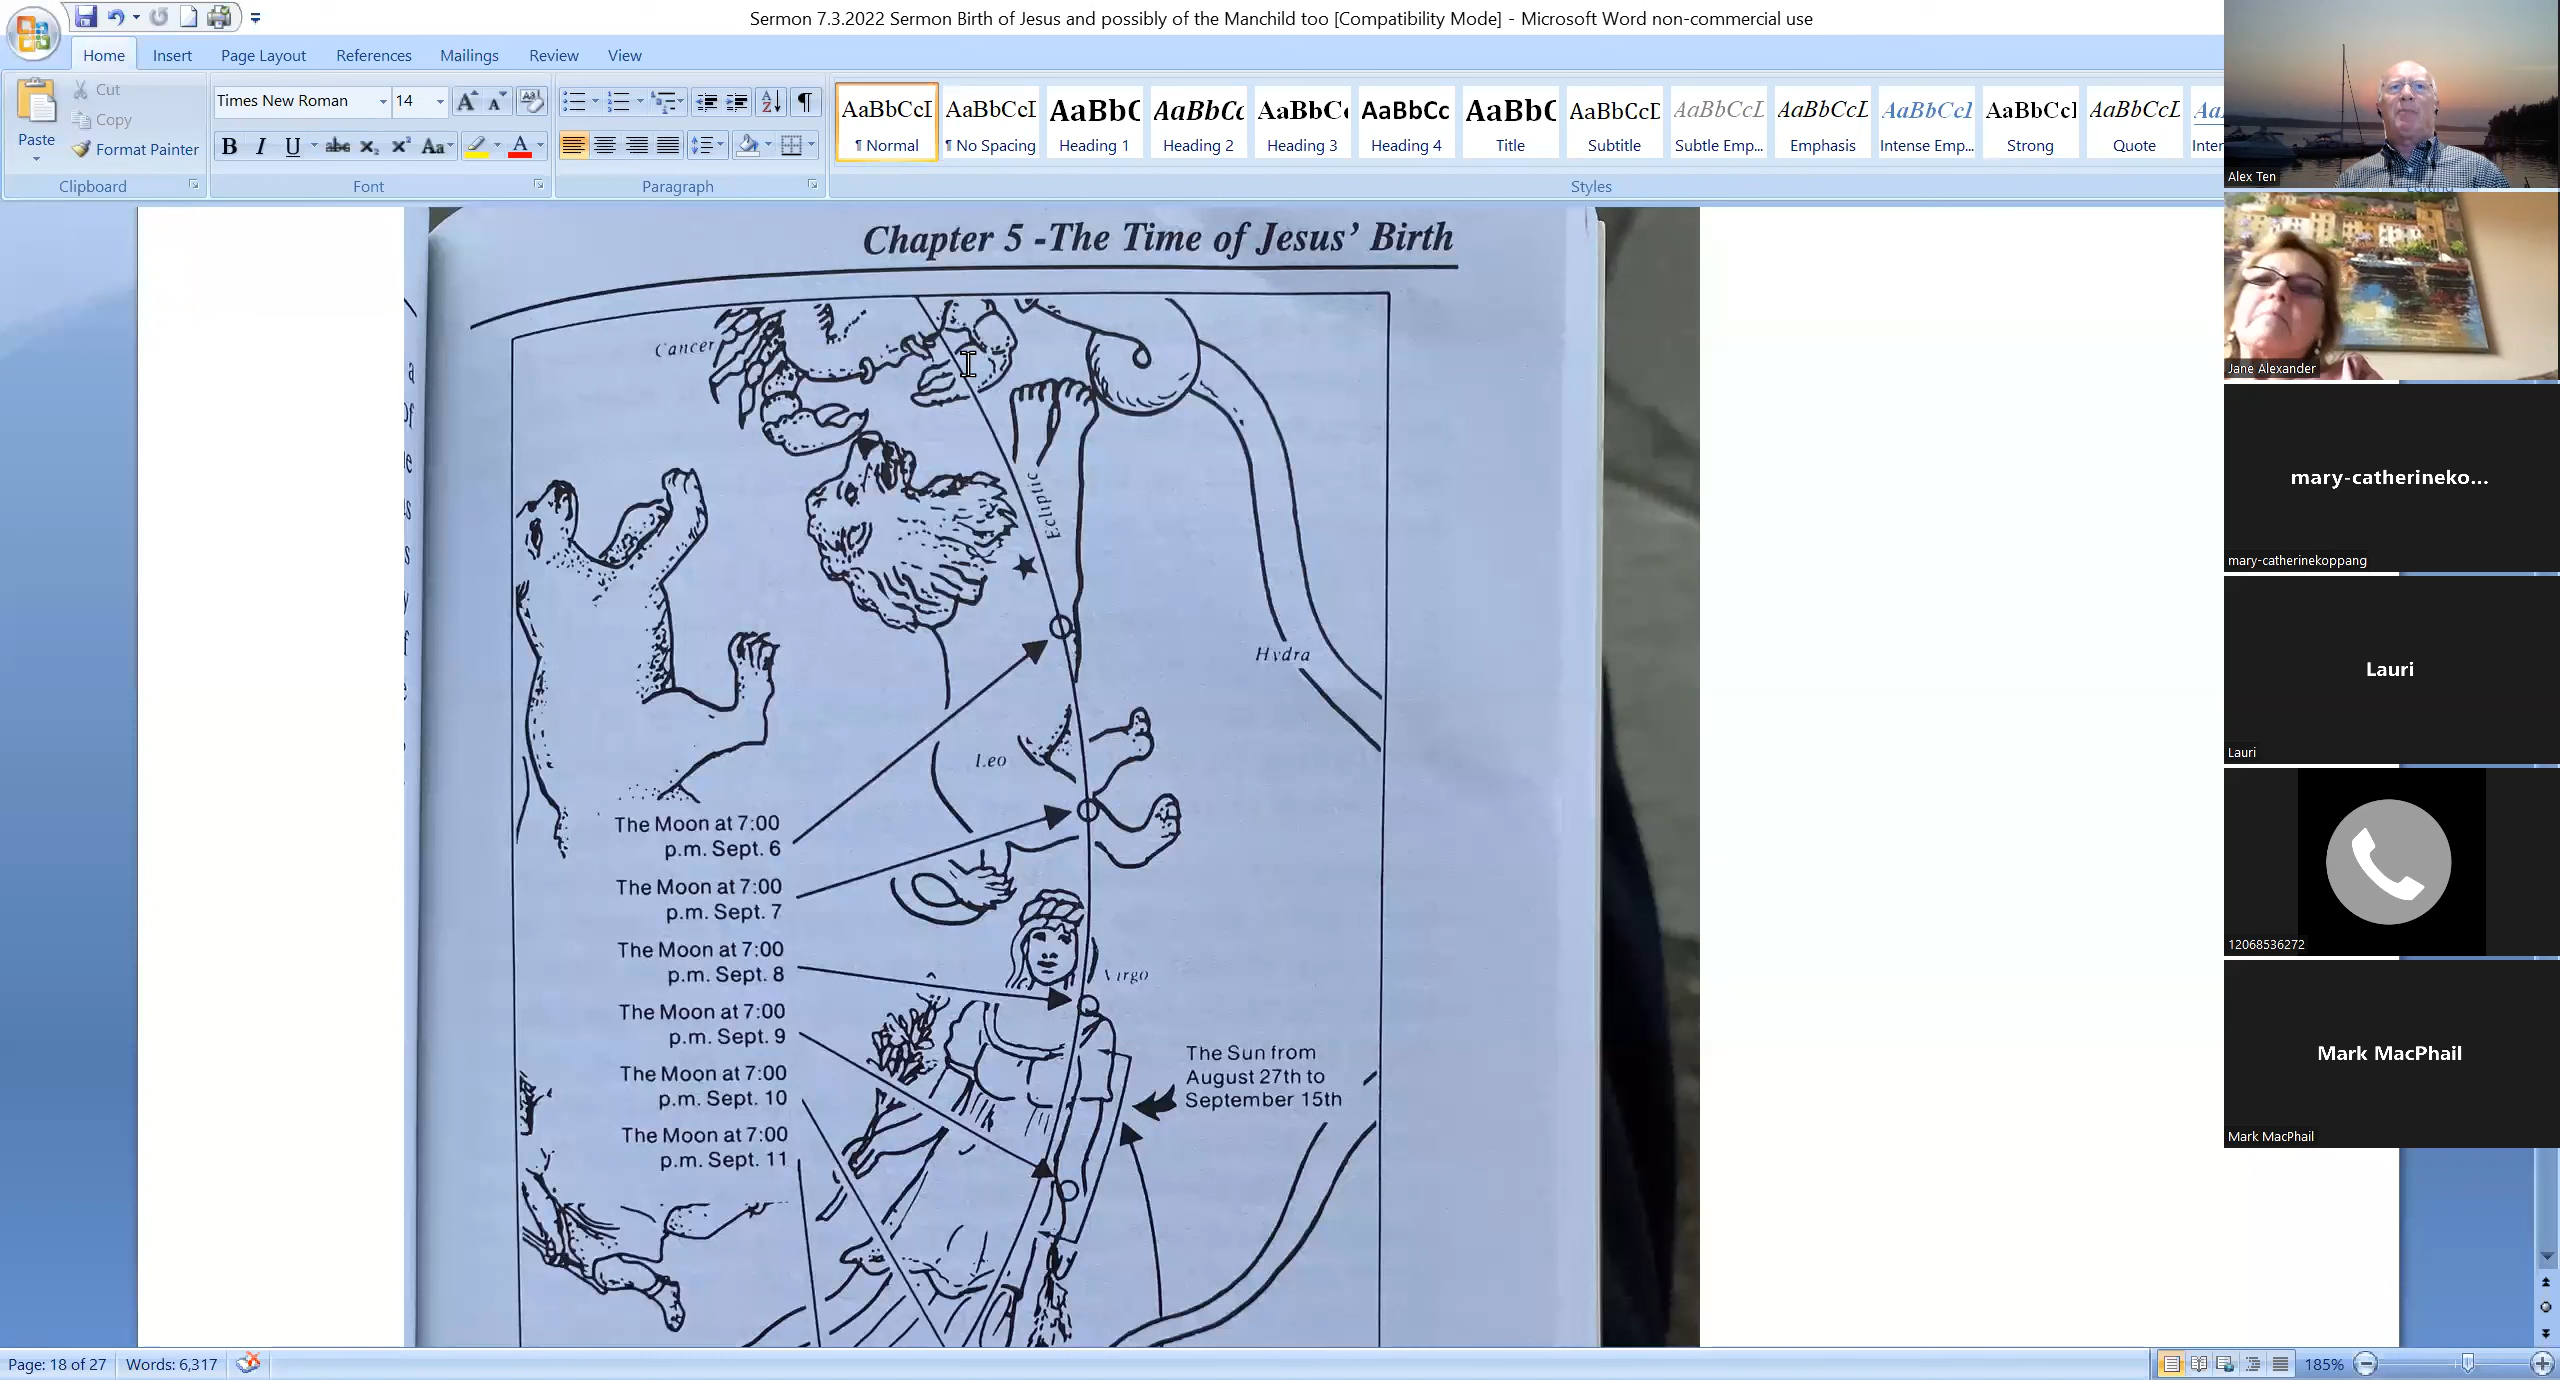 Sermon 7.3.2022 Sermon Birth of Jesus and possibly of the Manchild too [Compatibility Mode] - Microsoft Word non-commercial use
Home Insert Page Layout References Mailings Review View
Paste
Cut
Copy
Format Painter
Clipboard
Times New Roman 14
Font
Paragraph
AaBbCcI AaBbCcI AaBbC AaBbCc AaBbCc AaBbCc AaBbC AaBbCcD AaBbCcL AaBbCcL AaBbCcI AaBbCcI AaBbCcL
¶ Normal ¶ No Spacing Heading 1 Heading 2 Heading 3 Heading 4 Title Subtitle Subtle Emp... Emphasis Intense Emp... Strong Quote
Styles
Chapter 5 -The Time of Jesus' Birth
Cancer
Ecliptic
Hydra
Leo
The Moon at 7:00
p.m. Sept. 6
The Moon at 7:00
p.m. Sept. 7
The Moon at 7:00
p.m. Sept. 8
The Moon at 7:00
p.m. Sept. 9
The Moon at 7:00
p.m. Sept. 10
The Moon at 7:00
p.m. Sept. 11
Virgo
The Sun from
August 27th to
September 15th
Alex Ten
Jane Alexander
mary-catherineko...
mary-catherinekoppang
Lauri
Lauri
12068536272
Mark MacPhail
Mark MacPhail
Page: 18 of 27 Words: 6,317
185%